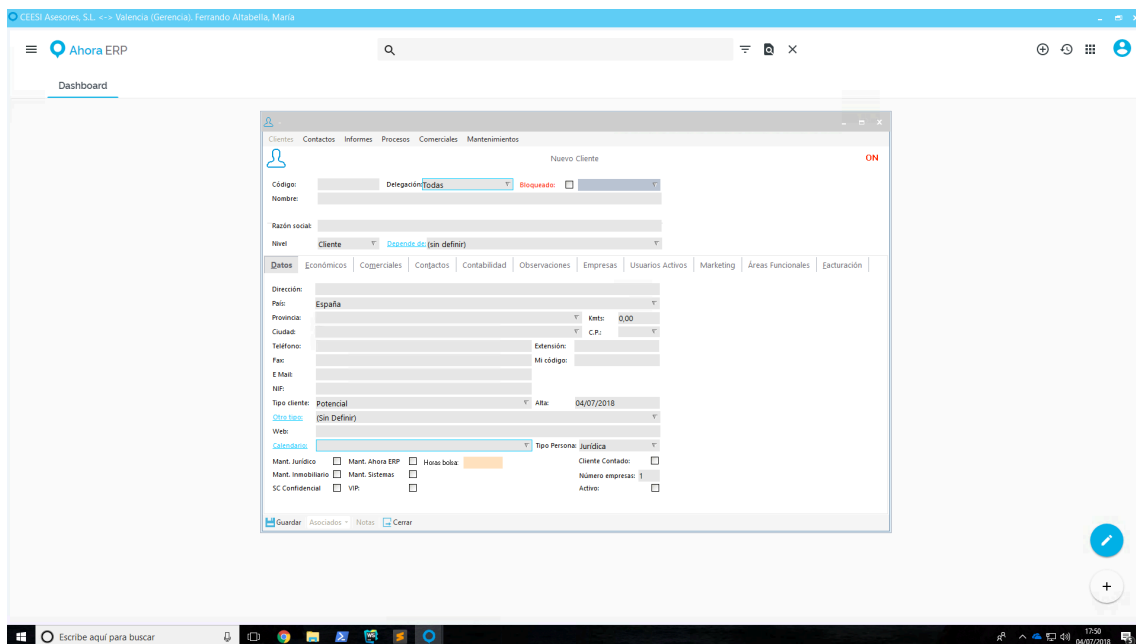 CEESI Asesores, S.L. <-> Valencia (Gerencia). Ferrando Altabella, María
Ahora ERP
Dashboard
Clientes Contactos Informes Procesos Comerciales Mantenimientos
Nuevo Cliente ON
Código: Delegación: Todas Bloqueado:
Nombre:
Razón social:
Nivel Cliente Depende de: (sin definir)
Datos Económicos Comerciales Contactos Contabilidad Observaciones Empresas Usuarios Activos Marketing Áreas Funcionales Facturación
Dirección:
País: España
Provincia: Kmts: 0,00
Ciudad: C.P.:
Teléfono: Extensión:
Fax: Mi código:
E Mail:
NIF:
Tipo cliente: Potencial Alta: 04/07/2018
Otro tipo: (Sin Definir)
Web:
Calendario: Tipo Persona: Jurídica
Mant. Jurídico Mant. Ahora ERP Horas bolsa: Cliente Contado:
Mant. Inmobiliario Mant. Sistemas Número empresas: 1
SC Confidencial VIP: Activo:
Guardar Asociados Notas Cerrar
Escribe aquí para buscar
17:50
04/07/2018